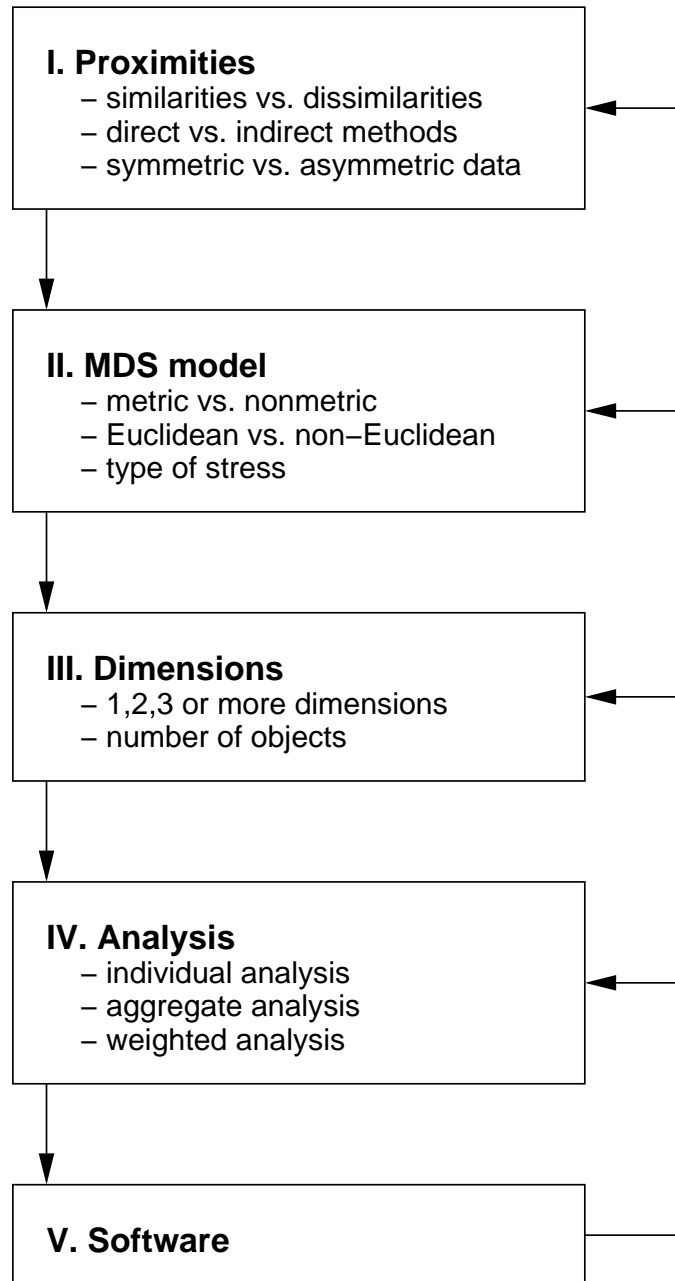 I. Proximities
– similarities vs. dissimilarities
– direct vs. indirect methods
– symmetric vs. asymmetric data
II. MDS model
– metric vs. nonmetric
– Euclidean vs. non−Euclidean
– type of stress
III. Dimensions
– 1,2,3 or more dimensions
– number of objects
IV. Analysis
– individual analysis
– aggregate analysis
– weighted analysis
V. Software